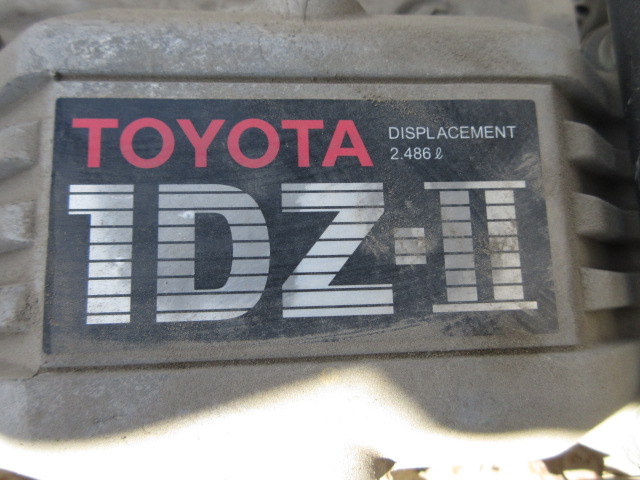 TOYOTA
DISPLACEMENT
2.486 ℓ
1DZ-II